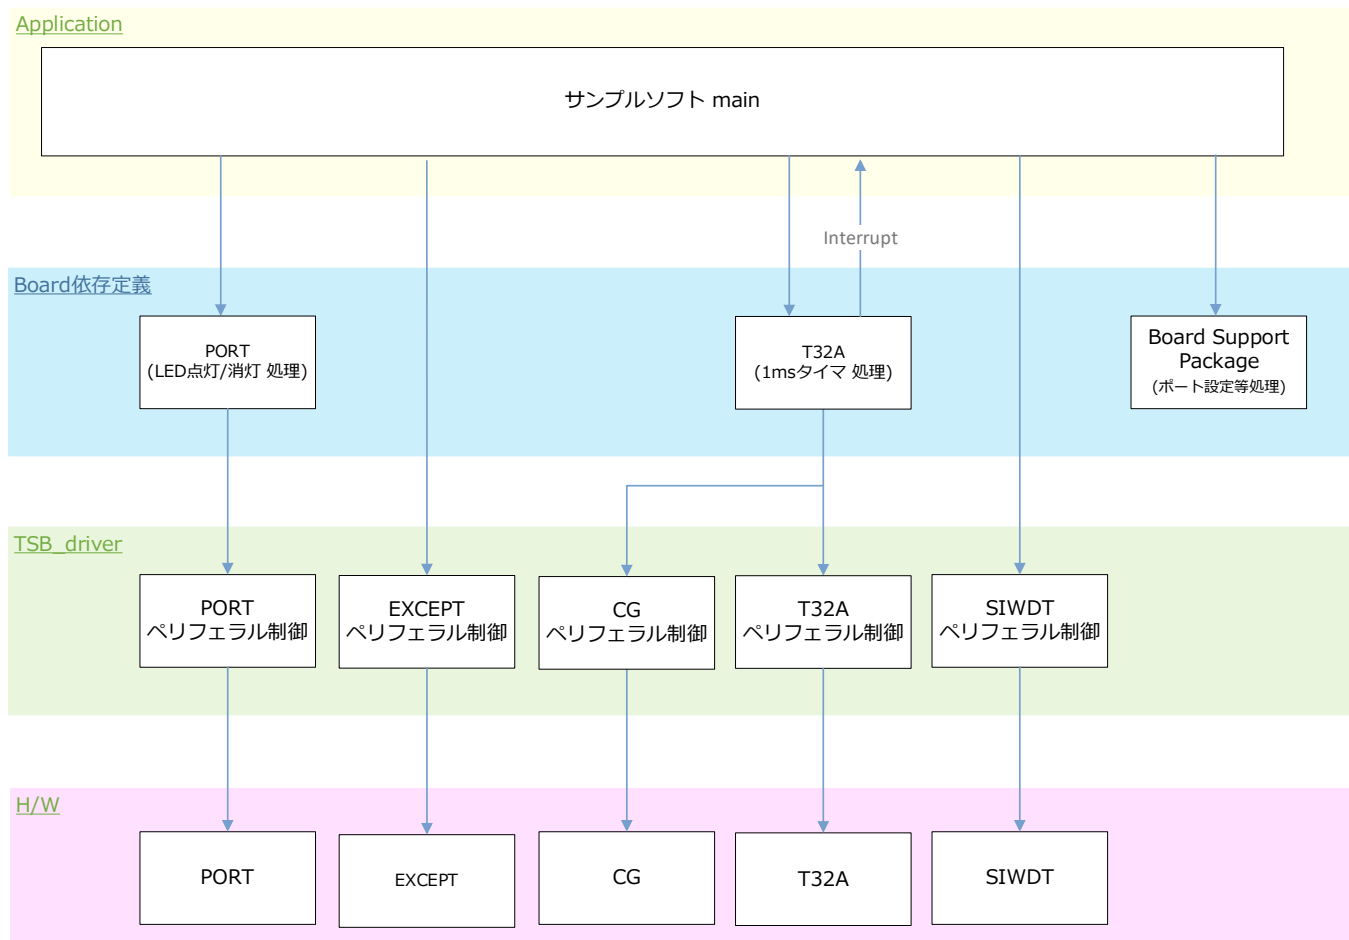 Application
サンプルソフト main
Interrupt
Board依存定義
PORT
(LED点灯/消灯 処理)
T32A
(1msタイマ 処理)
Board Support
Package
(ポート設定等処理)
TSB_driver
PORT
ペリフェラル制御
EXCEPT
ペリフェラル制御
CG
ペリフェラル制御
T32A
ペリフェラル制御
SIWDT
ペリフェラル制御
H/W
PORT
EXCEPT
CG
T32A
SIWDT